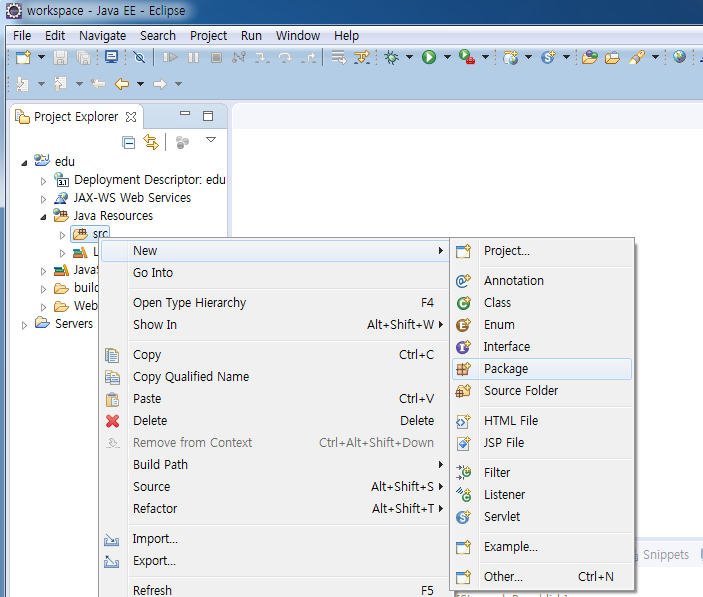 workspace - Java EE - Eclipse
File Edit Navigate Search Project Run Window Help
Project Explorer
edu
Deployment Descriptor: edu
JAX-WS Web Services
Java Resources
src
L
JavaS
build
Web
Servers
New
Go Into
Open Type Hierarchy F4
Show In Alt+Shift+W
Copy Ctrl+C
Copy Qualified Name
Paste Ctrl+V
Delete Delete
Remove from Context Ctrl+Alt+Shift+Down
Build Path
Source Alt+Shift+S
Refactor Alt+Shift+T
Import...
Export...
Refresh F5
Project...
Annotation
Class
Enum
Interface
Package
Source Folder
HTML File
JSP File
Filter
Listener
Servlet
Example...
Other... Ctrl+N
Snippets